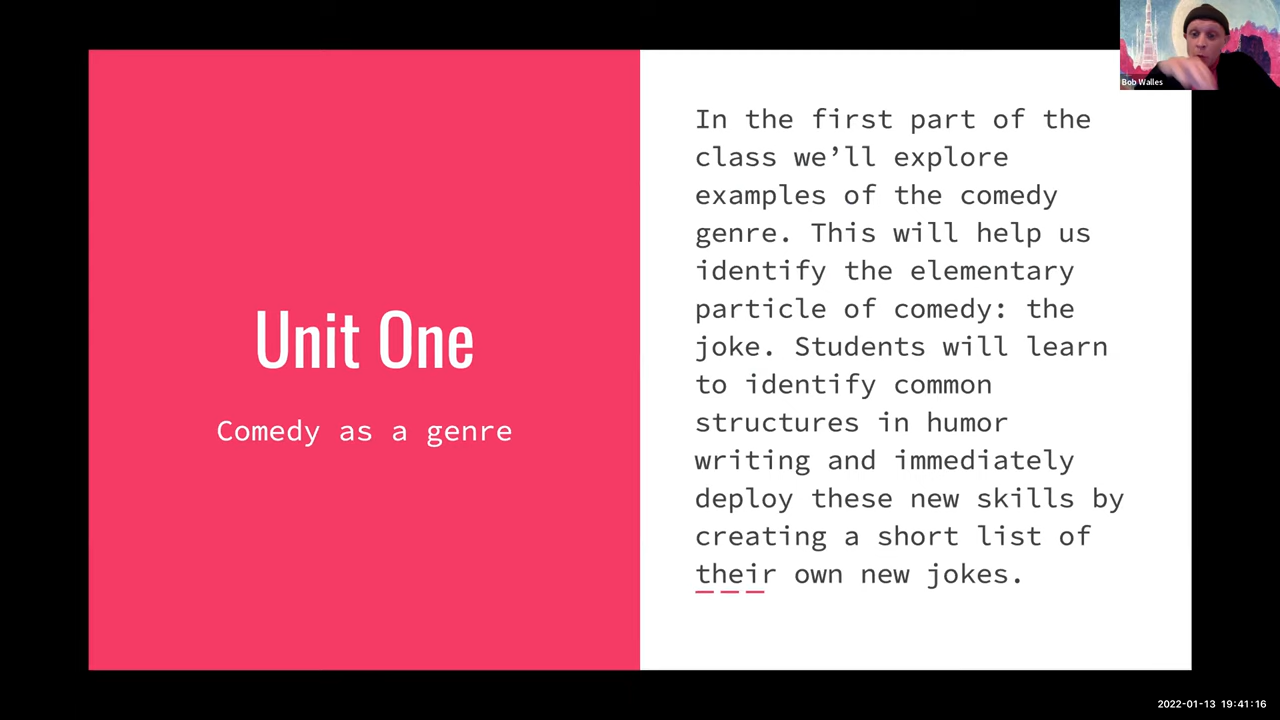 Bob Walles
In the first part of the
class we’ll explore
examples of the comedy
genre. This will help us
identify the elementary
particle of comedy: the
joke. Students will learn
to identify common
structures in humor
writing and immediately
deploy these new skills by
creating a short list of
their own new jokes.
Unit One
Comedy as a genre
2022-01-13 19:41:16